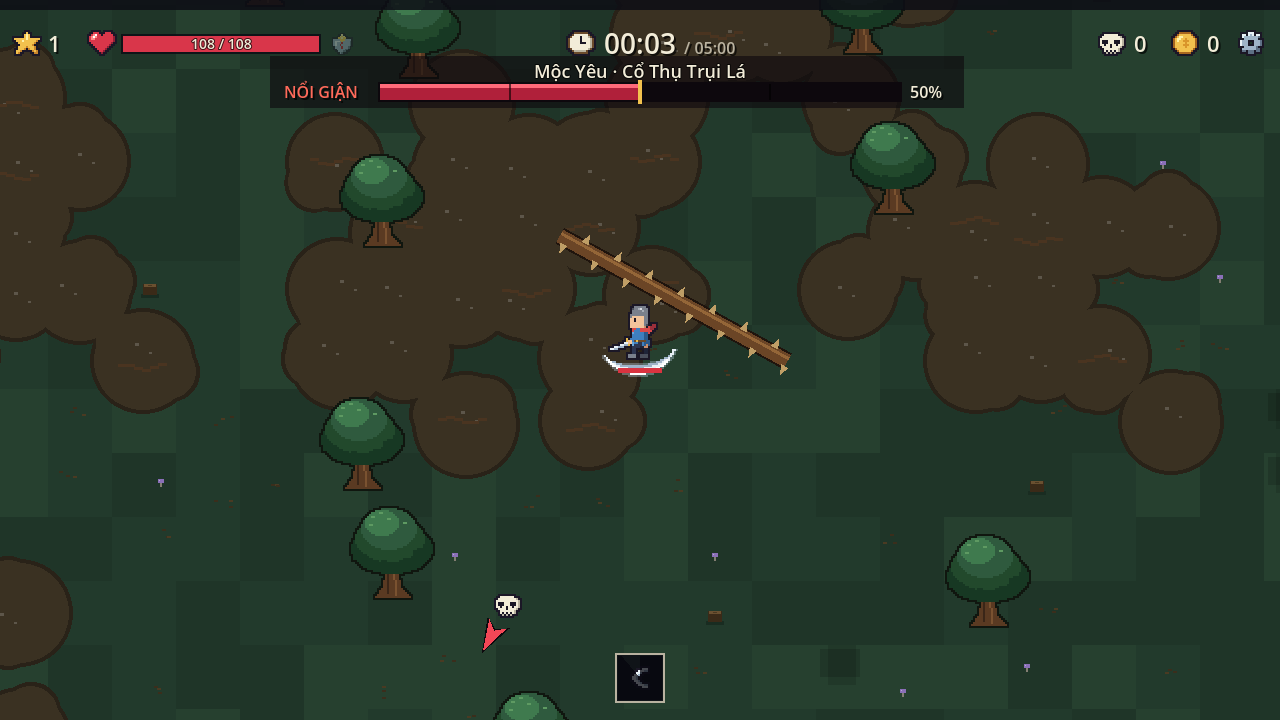 1
108 / 108
00:03 / 05:00
0
0
Mộc Yêu · Cổ Thụ Trụi Lá
NỔI GIẬN
50%